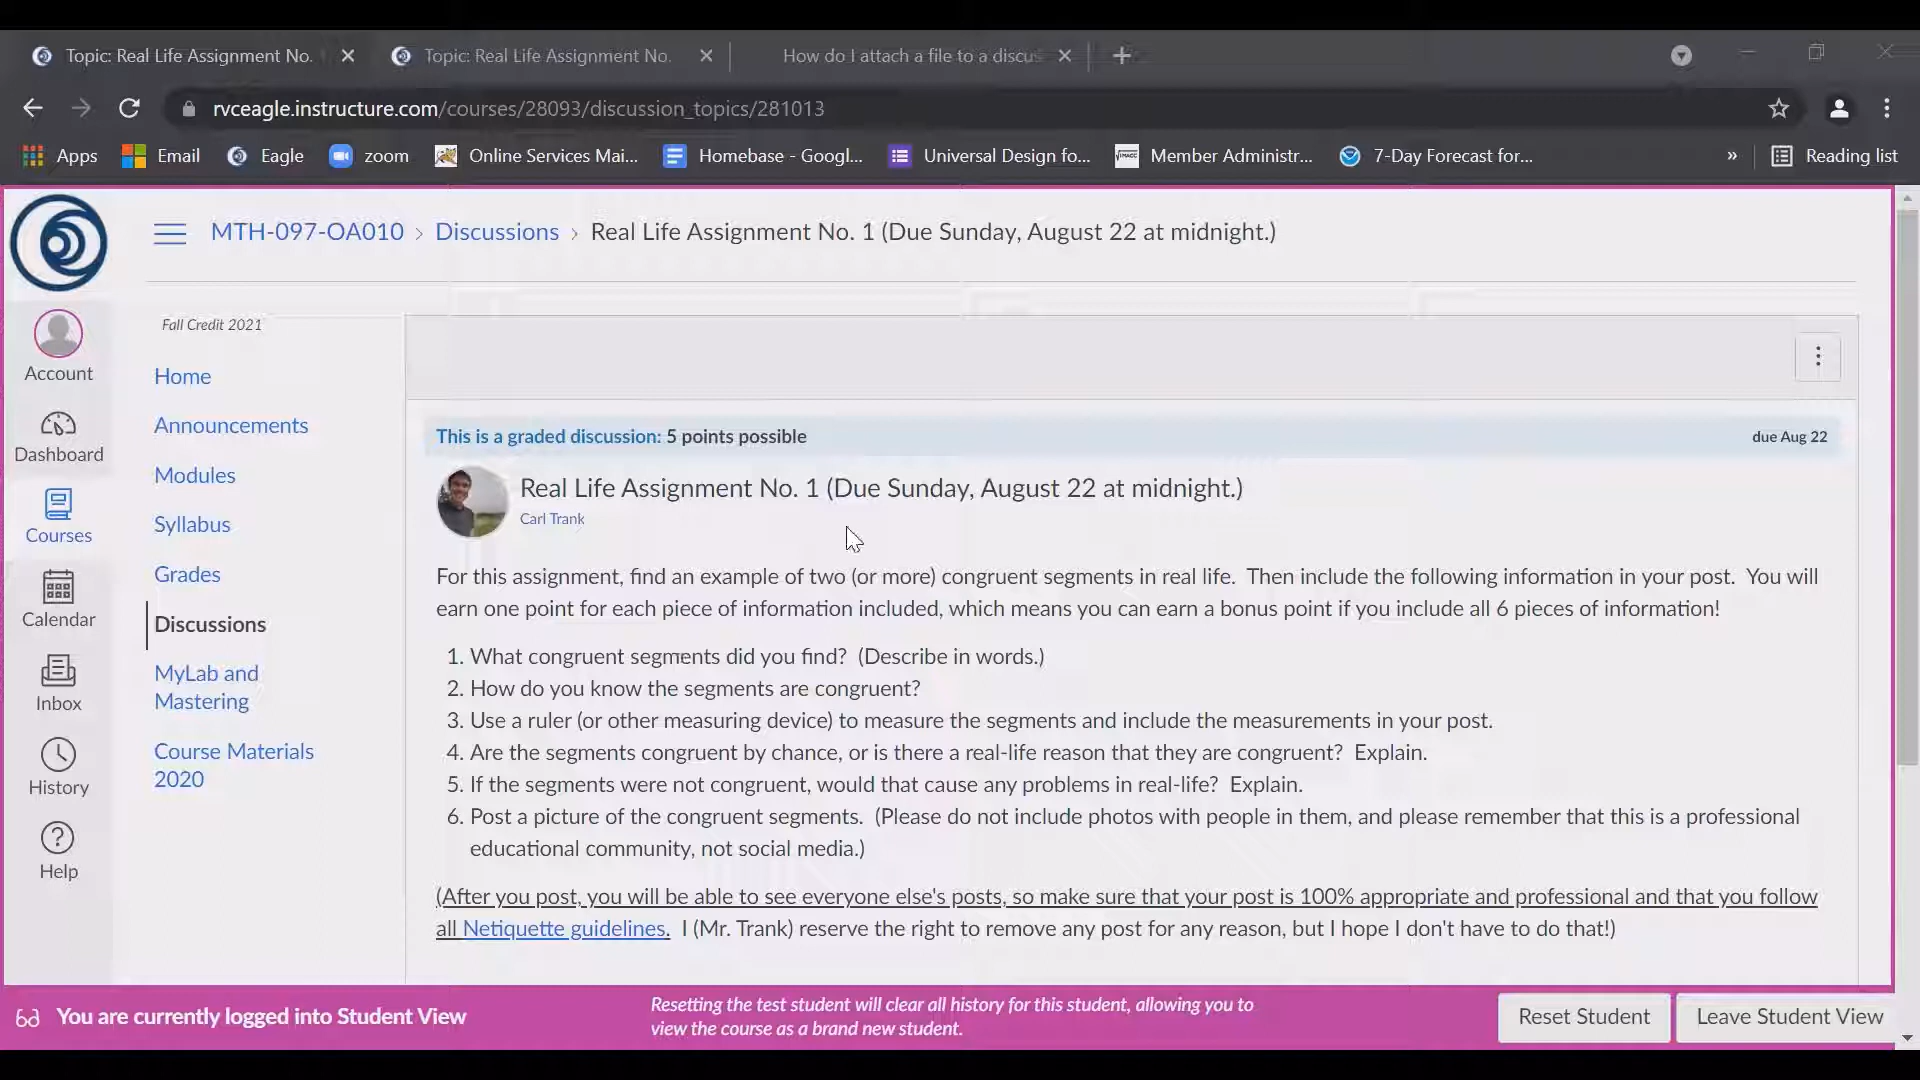 Topic: Real Life Assignment No.
Topic: Real Life Assignment No.
How do I attach a file to a discus
rvceagle.instructure.com/courses/28093/discussion_topics/281013
Apps
Email
Eagle
zoom
Online Services Mai...
Homebase - Googl...
Universal Design fo...
Member Administr...
7-Day Forecast for...
»
Reading list
MTH-097-OA010 › Discussions › Real Life Assignment No. 1 (Due Sunday, August 22 at midnight.)
Account
Dashboard
Courses
Calendar
Inbox
History
Help
Fall Credit 2021
Home
Announcements
Modules
Syllabus
Grades
Discussions
MyLab and
Mastering
Course Materials
2020
This is a graded discussion: 5 points possible
due Aug 22
Real Life Assignment No. 1 (Due Sunday, August 22 at midnight.)
Carl Trank
For this assignment, find an example of two (or more) congruent segments in real life. Then include the following information in your post. You will
earn one point for each piece of information included, which means you can earn a bonus point if you include all 6 pieces of information!
1. What congruent segments did you find? (Describe in words.)
2. How do you know the segments are congruent?
3. Use a ruler (or other measuring device) to measure the segments and include the measurements in your post.
4. Are the segments congruent by chance, or is there a real-life reason that they are congruent? Explain.
5. If the segments were not congruent, would that cause any problems in real-life? Explain.
6. Post a picture of the congruent segments. (Please do not include photos with people in them, and please remember that this is a professional
educational community, not social media.)
(After you post, you will be able to see everyone else's posts, so make sure that your post is 100% appropriate and professional and that you follow
all Netiquette guidelines. I (Mr. Trank) reserve the right to remove any post for any reason, but I hope I don't have to do that!)
You are currently logged into Student View
Resetting the test student will clear all history for this student, allowing you to
view the course as a brand new student.
Reset Student
Leave Student View